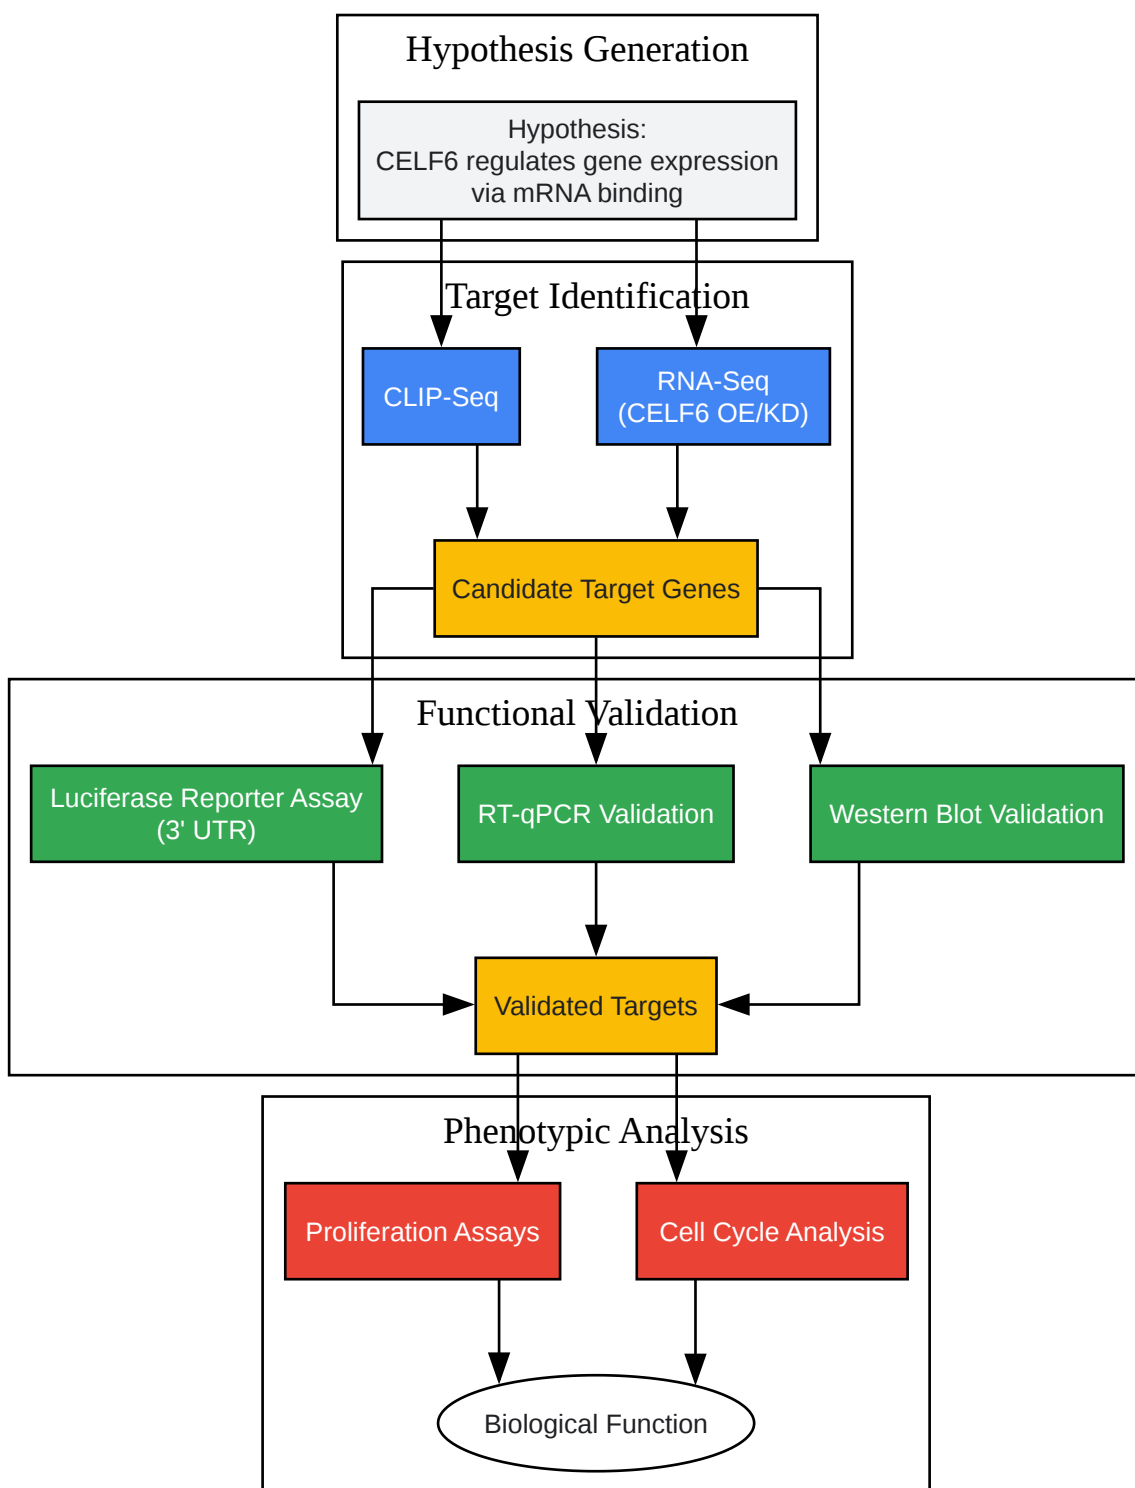 Hypothesis Generation
Hypothesis:
CELF6 regulates gene expression
via mRNA binding
Target Identification
CLIP-Seq
RNA-Seq
(CELF6 OE/KD)
Candidate Target Genes
Functional Validation
Luciferase Reporter Assay
(3' UTR)
RT-qPCR Validation
Western Blot Validation
Validated Targets
Phenotypic Analysis
Proliferation Assays
Cell Cycle Analysis
Biological Function